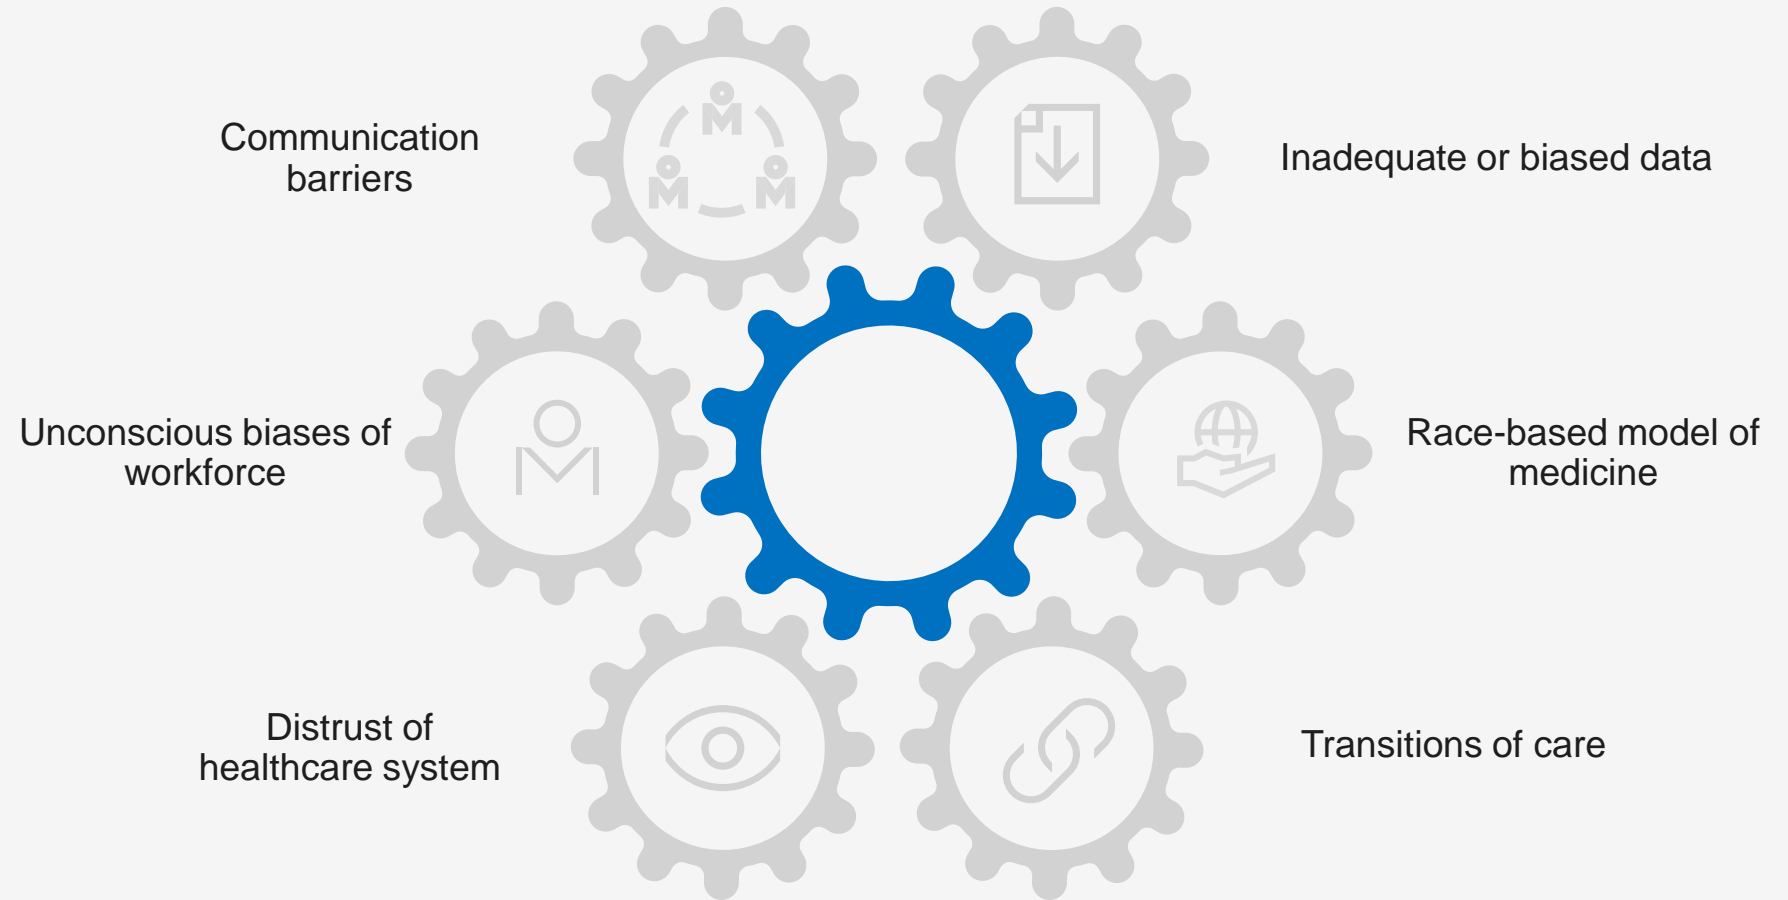 Communication
barriers
Inadequate or biased data
Unconscious biases of
workforce
Race-based model of
medicine
Distrust of
healthcare system
Transitions of care